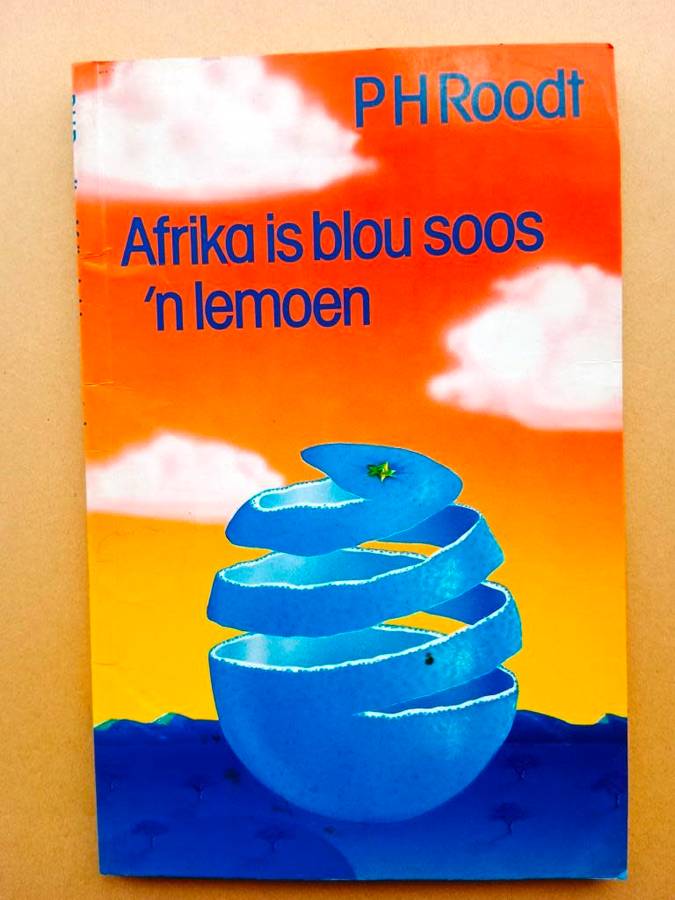 P H Roodt
Afrika is blou soos
'n lemoen